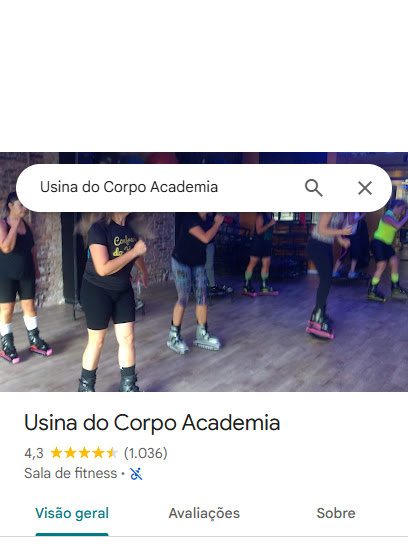 Usina do Corpo Academia
Usina do Corpo Academia
4,3 (1.036)
Sala de fitness ·
Visão geral Avaliações Sobre